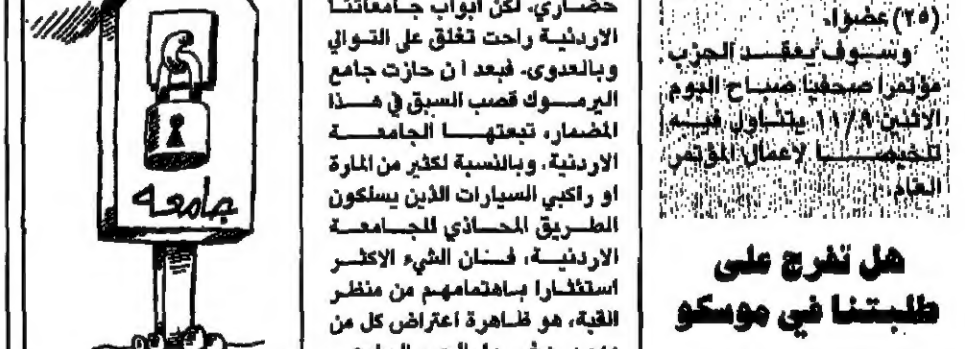 (٢٥) عضوا.
وسوف يعقد الحزب
مؤتمرا صحفيا صباح اليوم
الاثنين ١١/٩ يتناول فيه
تلخيصا لاعمال المؤتمر
العام.
هل تفرج على
طلبتنا في موسكو
حضاري. لكن ابواب جامعاتنا
الاردنية راحت تغلق على التوالي
وبالعدوى. فبعد ان حازت جامع
اليرموك قصب السبق في هذا
المضمار، تبعتها الجامعة
الاردنية. وبالنسبة لكثير من المارة
او راكبي السيارات الذين يسلكون
الطريق المحاذي للجامعة
الاردنية، فان الشيء الاكثر
استئثارا باهتمامهم من منظر
القبة، هو ظاهرة اعتراض كل من
جامعه